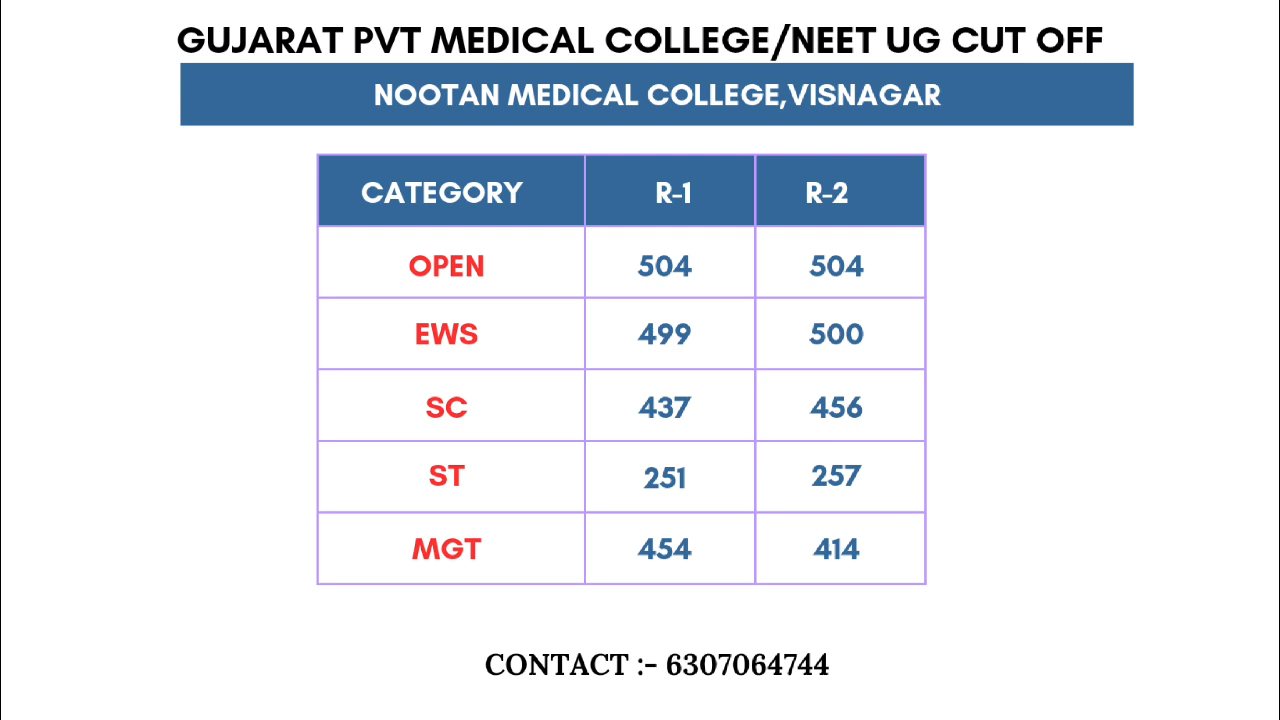 GUJARAT PVT MEDICAL COLLEGE/NEET UG CUT OFF
NOOTAN MEDICAL COLLEGE,VISNAGAR
CATEGORY R-1 R-2
OPEN 504 504
EWS 499 500
SC 437 456
ST 251 257
MGT 454 414
CONTACT :- 6307064744